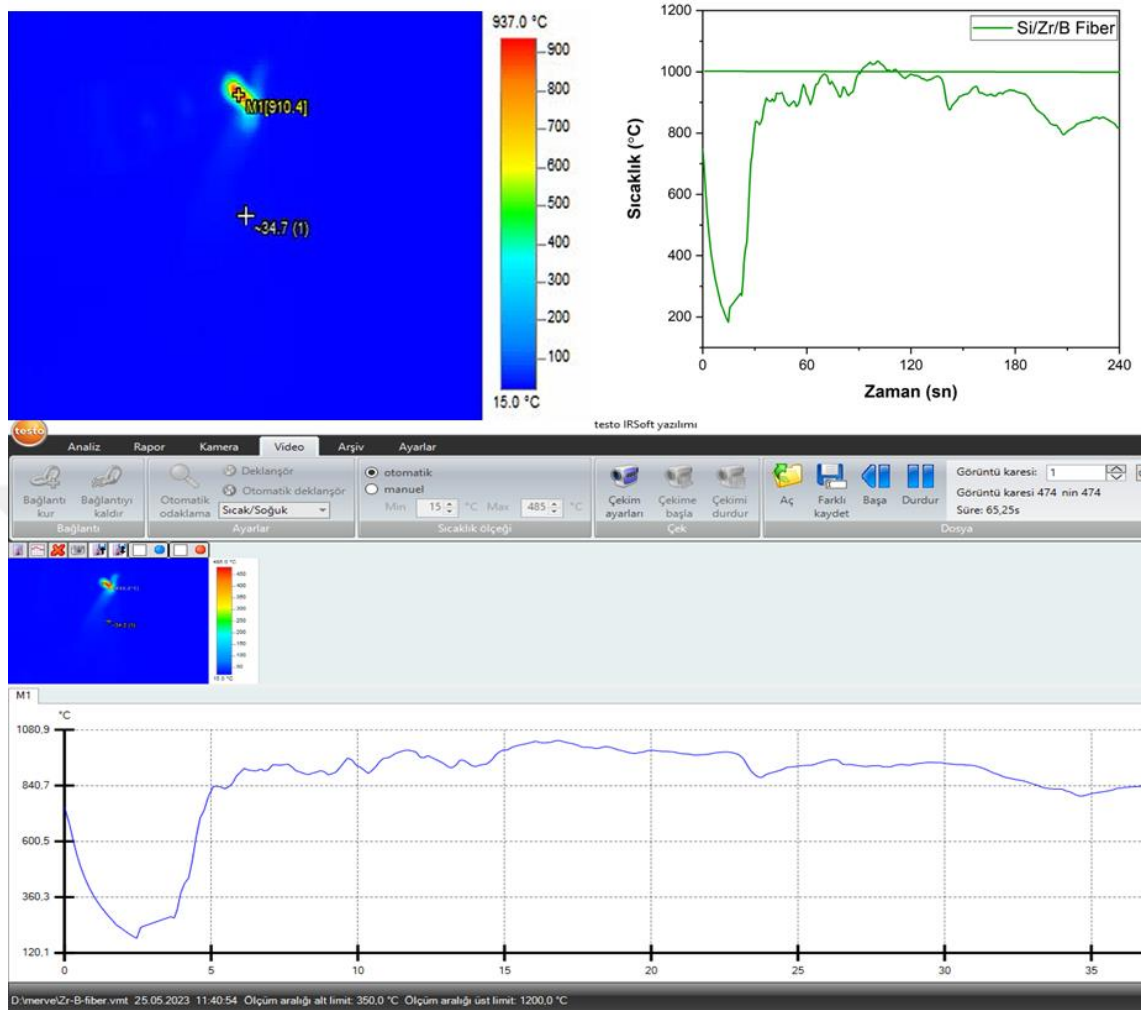 937.0 °C
900
800
700
600
500
400
300
200
100
15.0 °C
M1[910.4]
~34.7 (1)
1200
1000
800
600
400
200
0
60
120
180
240
Sıcaklık (°C)
Zaman (sn)
Si/Zr/B Fiber
testo
testo IRSoft yazılımı
Analiz Rapor Kamera Video Arşiv Ayarlar
Bağlantı kur
Bağlantıyı kaldır
Bağlantı
Otomatik odaklama
Deklanşör
Otomatik deklanşör
Sıcak/Soğuk
Ayarlar
otomatik
manuel
Min 15 °C Max 485 °C
Sıcaklık ölçeği
Çekim ayarları
Çekime başla
Çekimi durdur
Çek
Aç
Farklı kaydet
Başa
Durdur
Görüntü karesi: 1
Görüntü karesi 474 nin 474
Süre: 65,25s
Dosya
M1
°C
1080,9
840,7
600,5
360,3
120,1
0 5 10 15 20 25 30 35
D:\merve\Zr-B-fiber.vmt 25.05.2023 11:40:54 Ölçüm aralığı alt limit: 350,0 °C Ölçüm aralığı üst limit: 1200,0 °C